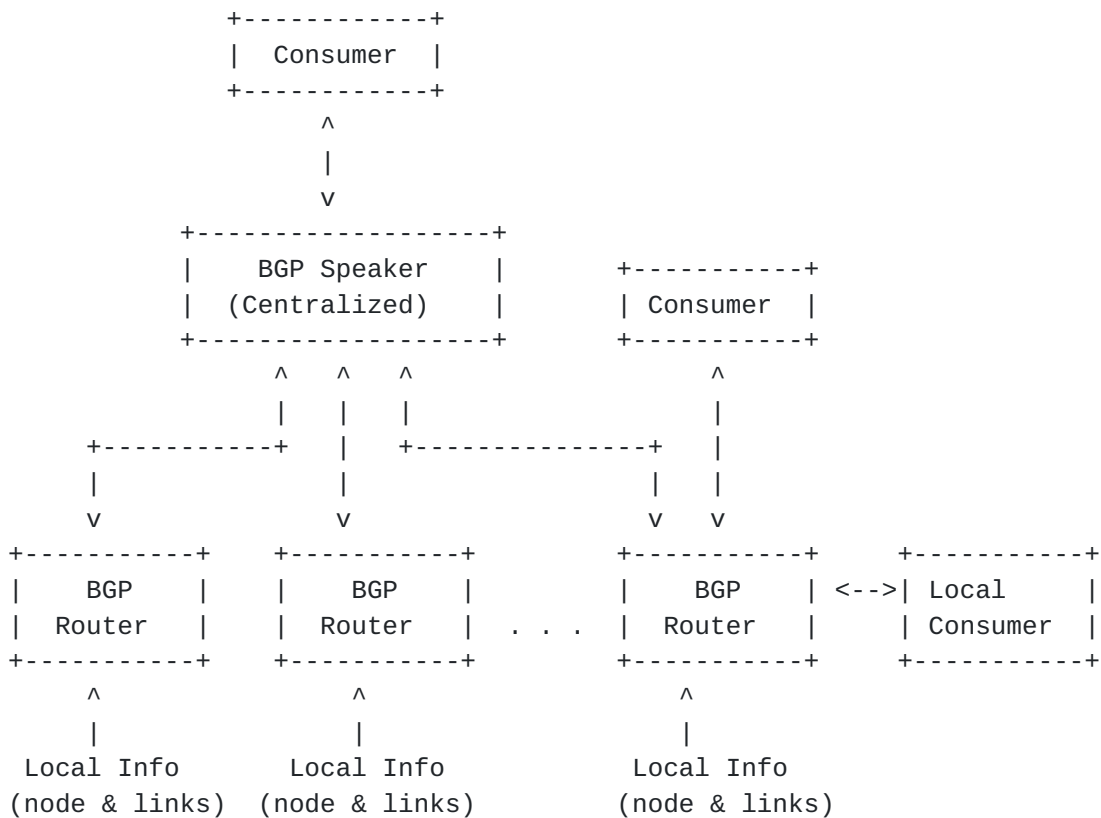 Consumer
BGP Speaker
(Centralized)
Consumer
BGP
Router
BGP
Router
. . .
BGP
Router
Local
Consumer
Local Info
(node & links)
Local Info
(node & links)
Local Info
(node & links)